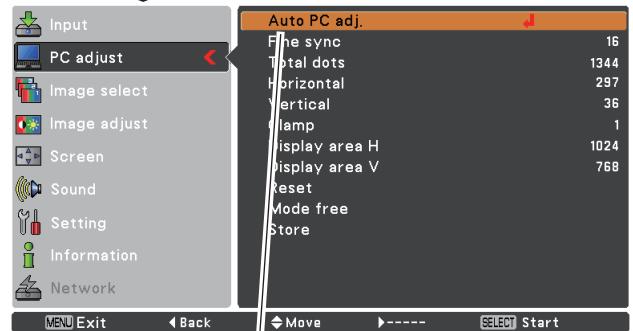 Input
PC adjust
Image select
Image adjust
Screen
Sound
Setting
Information
Network
Auto PC adj.
Fine sync 16
Total dots 1344
Horizontal 297
Vertical 36
Clamp 1
Display area H 1024
Display area V 768
Reset
Mode free
Store
MENU Exit Back Move ----- SELECT Start